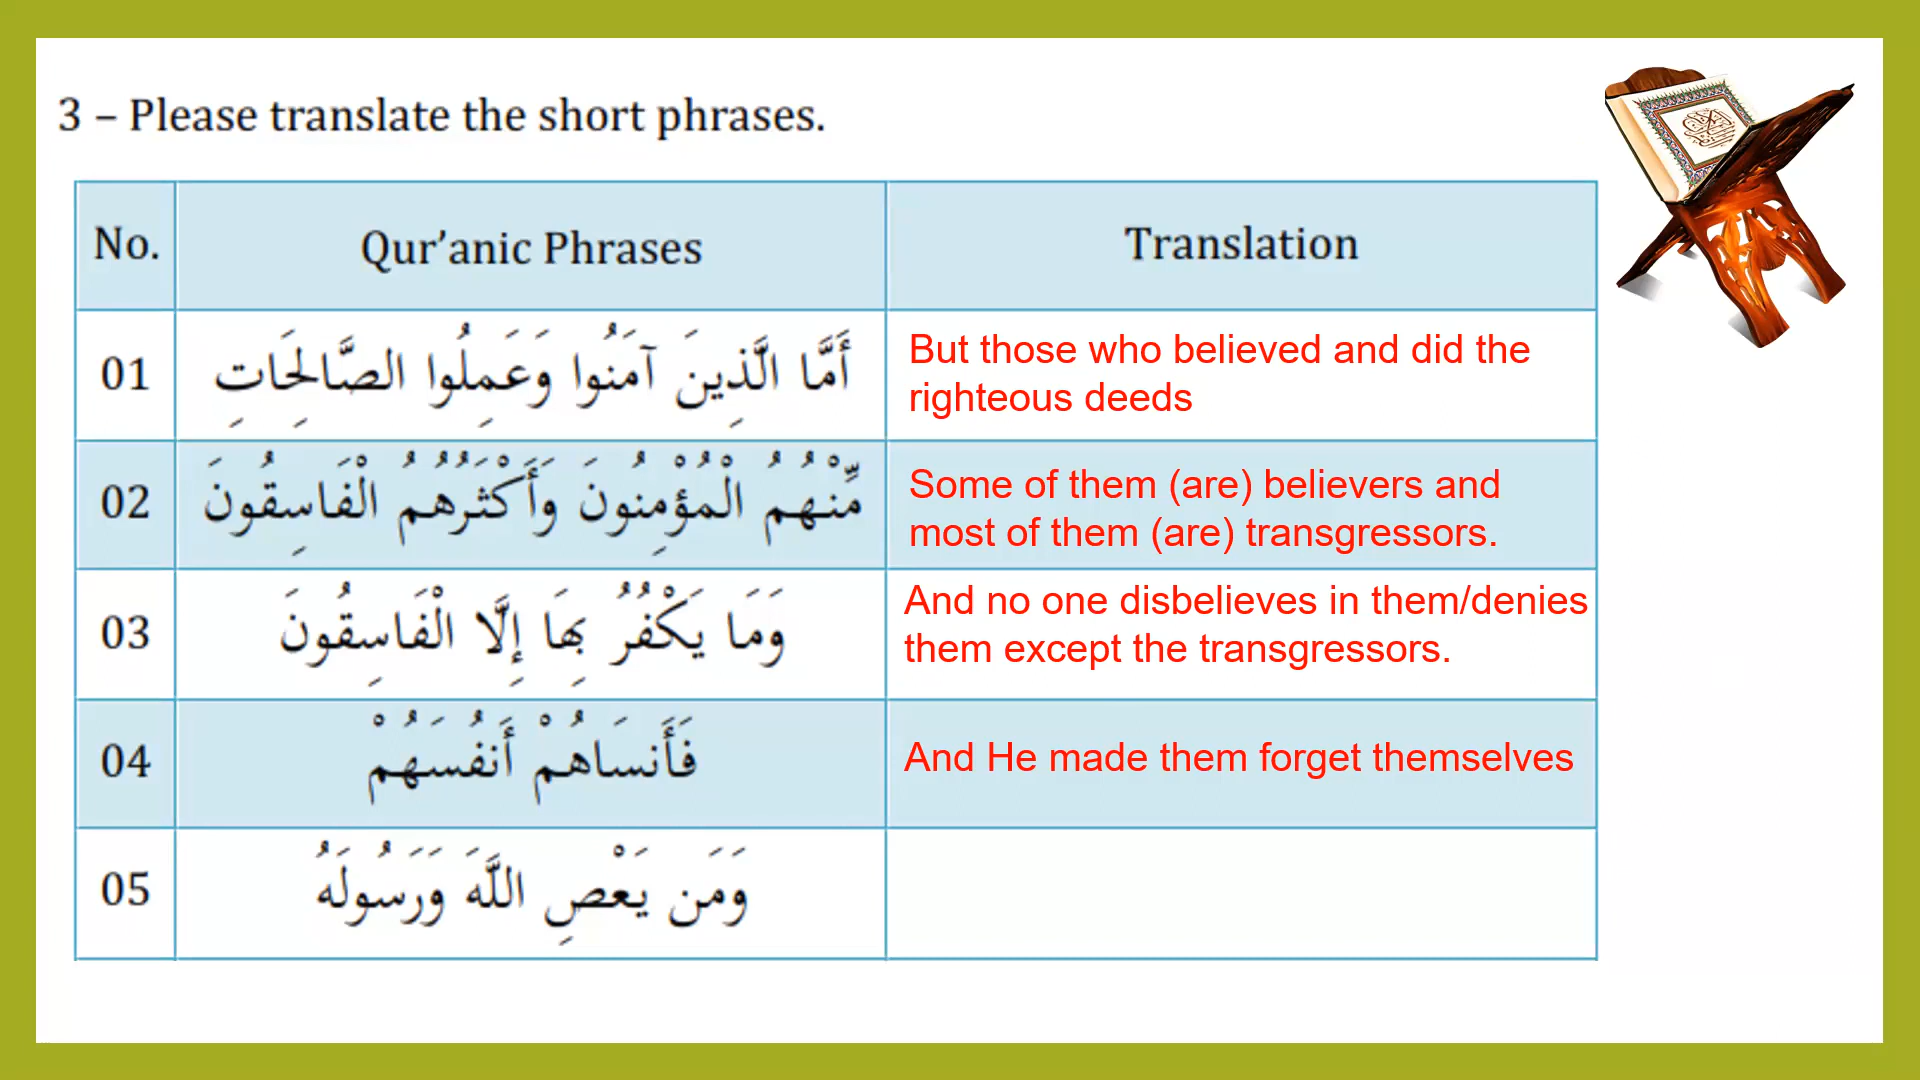 3 – Please translate the short phrases.
No.
Qur’anic Phrases
Translation
01
أَمَّا الَّذِينَ آمَنُوا وَعَمِلُوا الصَّالِحَاتِ
But those who believed and did the
righteous deeds
02
مِّنْهُمُ الْمُؤْمِنُونَ وَأَكْثَرُهُمُ الْفَاسِقُونَ
Some of them (are) believers and
most of them (are) transgressors.
03
وَمَا يَكْفُرُ بِهَا إِلَّا الْفَاسِقُونَ
And no one disbelieves in them/denies
them except the transgressors.
04
فَأَنسَاهُمْ أَنفُسَهُمْ
And He made them forget themselves
05
وَمَن يَعْصِ اللَّهَ وَرَسُولَهُ